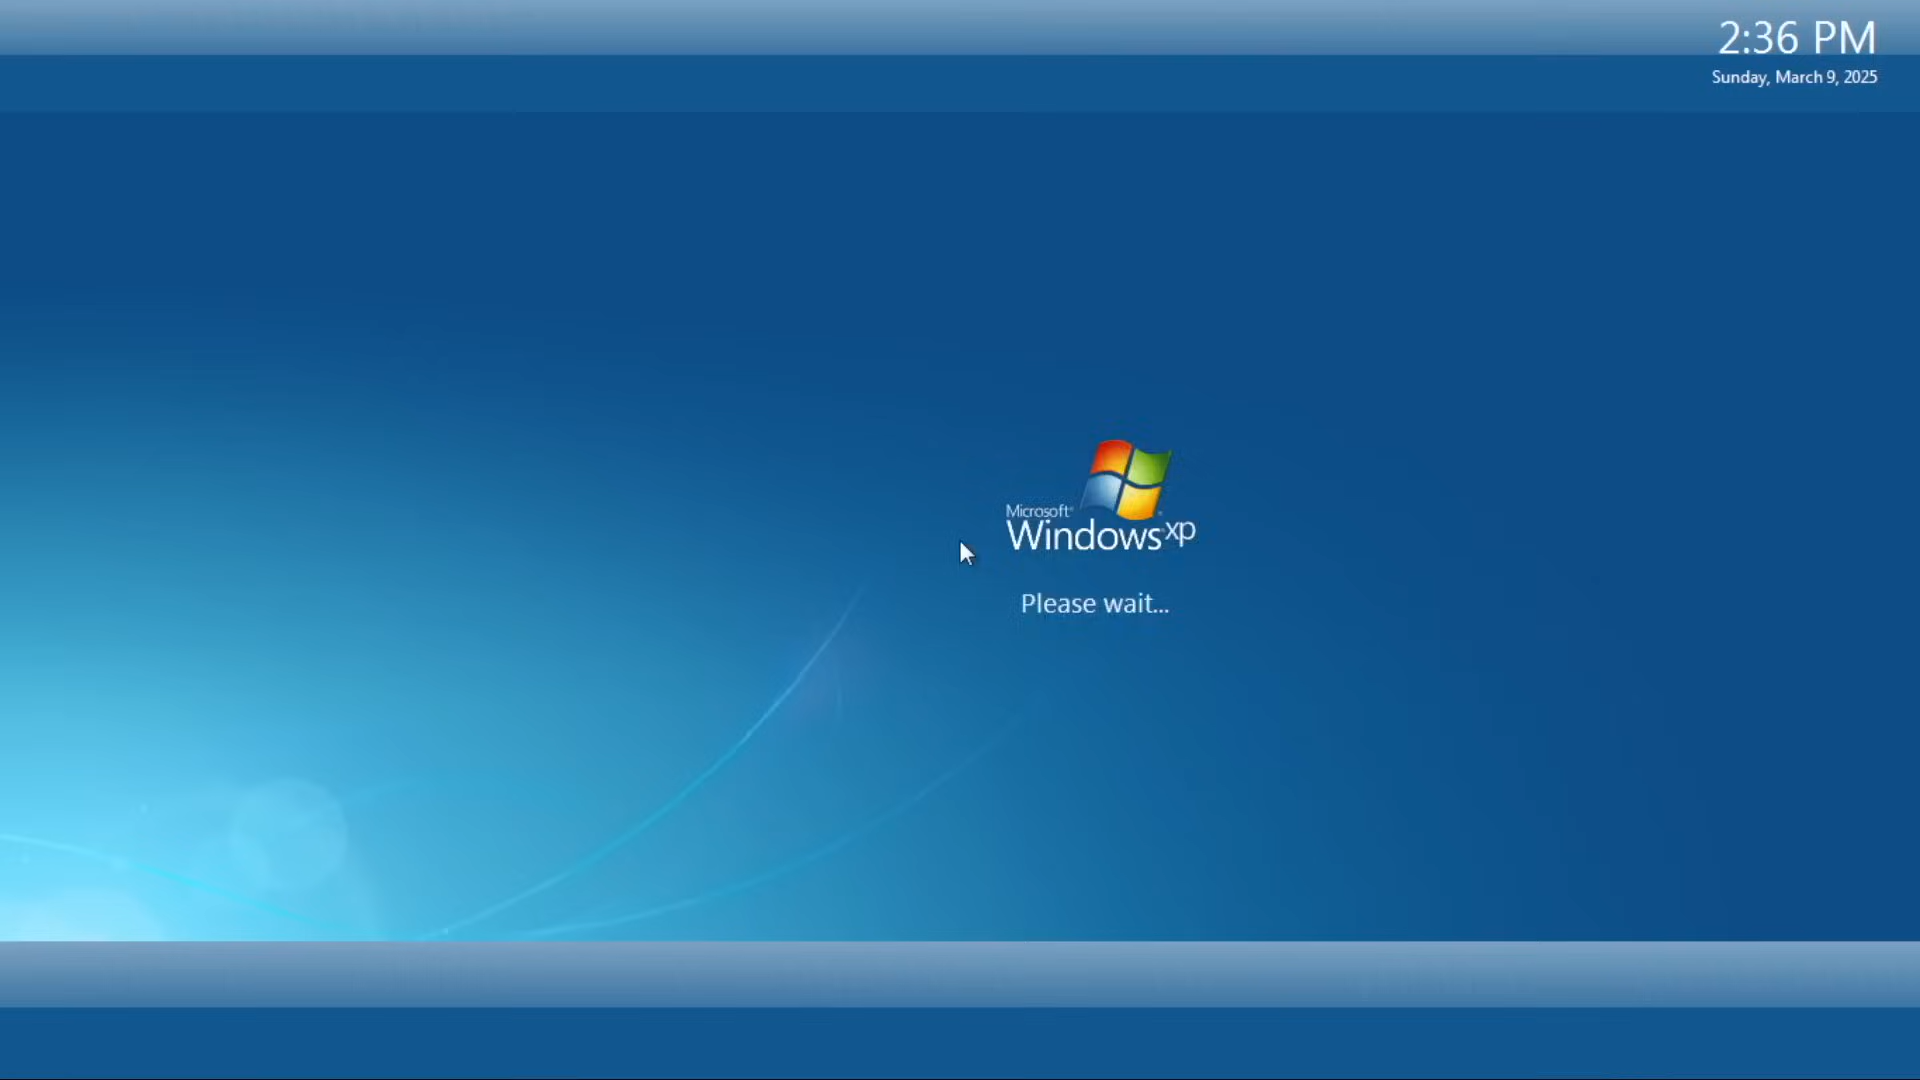 2:36 PM
Sunday, March 9, 2025
Microsoft®
Windows xp
Please wait...